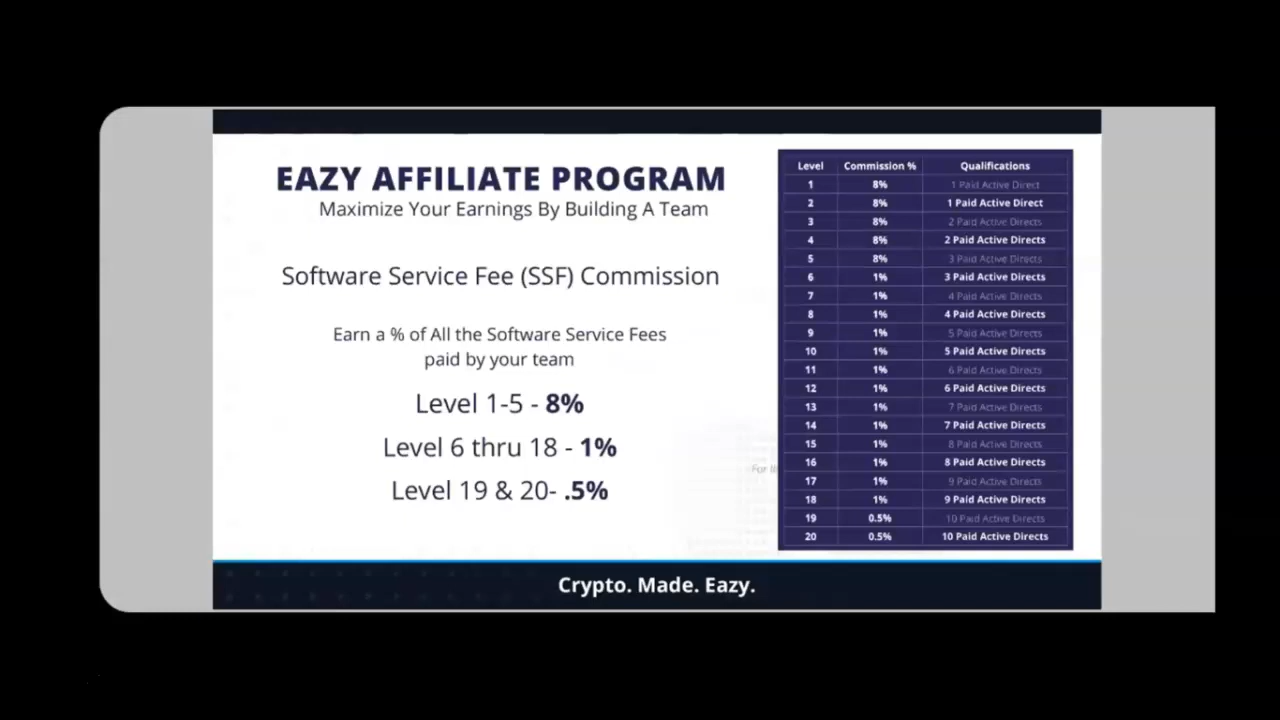 EAZY AFFILIATE PROGRAM
Maximize Your Earnings By Building A Team
Software Service Fee (SSF) Commission
Earn a % of All the Software Service Fees
paid by your team
Level 1-5 - 8%
Level 6 thru 18 - 1%
Level 19 & 20- .5%
For
Level Commission % Qualifications
1 8% 1 Paid Active Direct
2 8% 1 Paid Active Direct
3 8% 2 Paid Active Directs
4 8% 2 Paid Active Directs
5 8% 3 Paid Active Directs
6 1% 3 Paid Active Directs
7 1% 4 Paid Active Directs
8 1% 4 Paid Active Directs
9 1% 5 Paid Active Directs
10 1% 5 Paid Active Directs
11 1% 6 Paid Active Directs
12 1% 6 Paid Active Directs
13 1% 7 Paid Active Directs
14 1% 7 Paid Active Directs
15 1% 8 Paid Active Directs
16 1% 8 Paid Active Directs
17 1% 9 Paid Active Directs
18 1% 9 Paid Active Directs
19 0.5% 10 Paid Active Directs
20 0.5% 10 Paid Active Directs
Crypto. Made. Eazy.